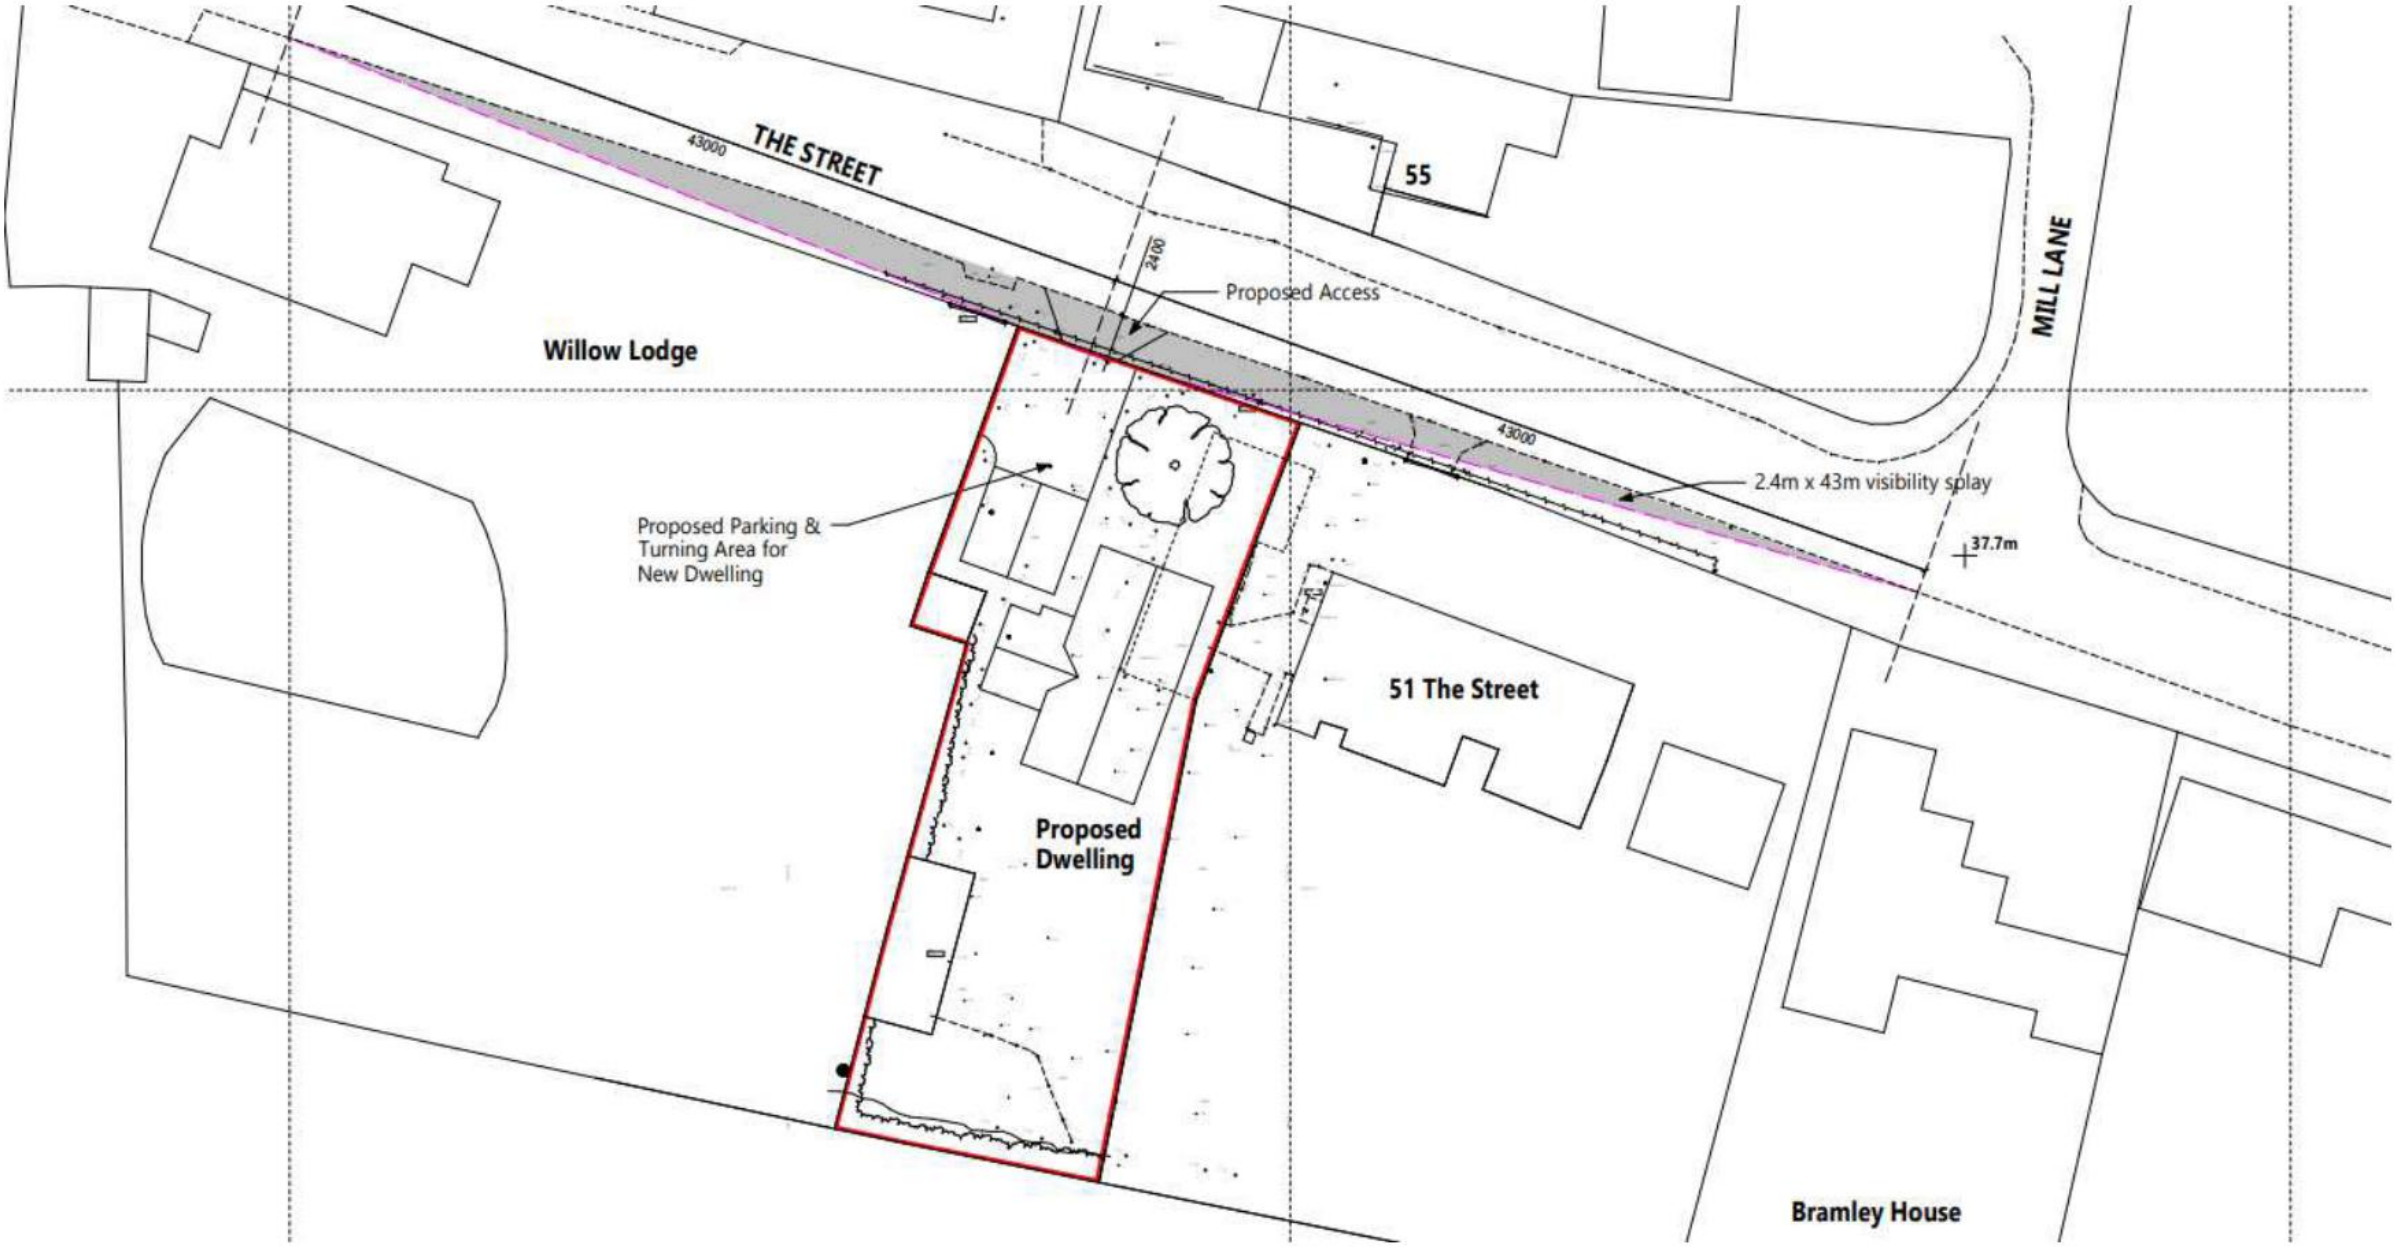 THE STREET
43000
55
2400
Proposed Access
MILL LANE
Willow Lodge
43000
2.4m x 43m visibility splay
37.7m
Proposed Parking &
Turning Area for
New Dwelling
51 The Street
Proposed
Dwelling
Bramley House